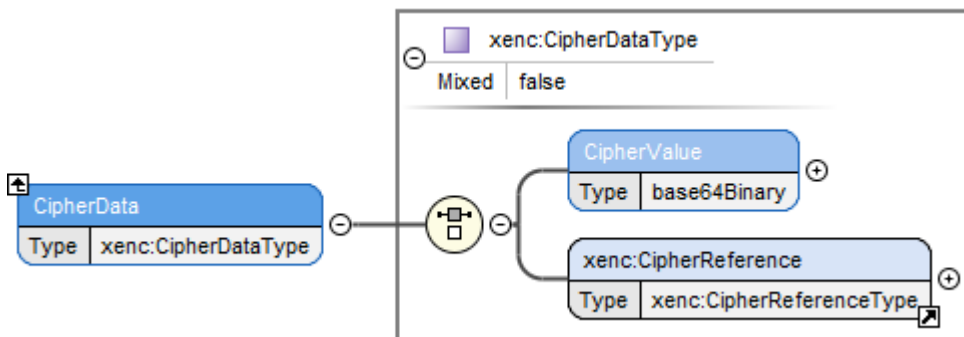 xenc:CipherDataType
Mixed false
CipherValue
Type base64Binary
CipherData
Type xenc:CipherDataType
xenc:CipherReference
Type xenc:CipherReferenceType